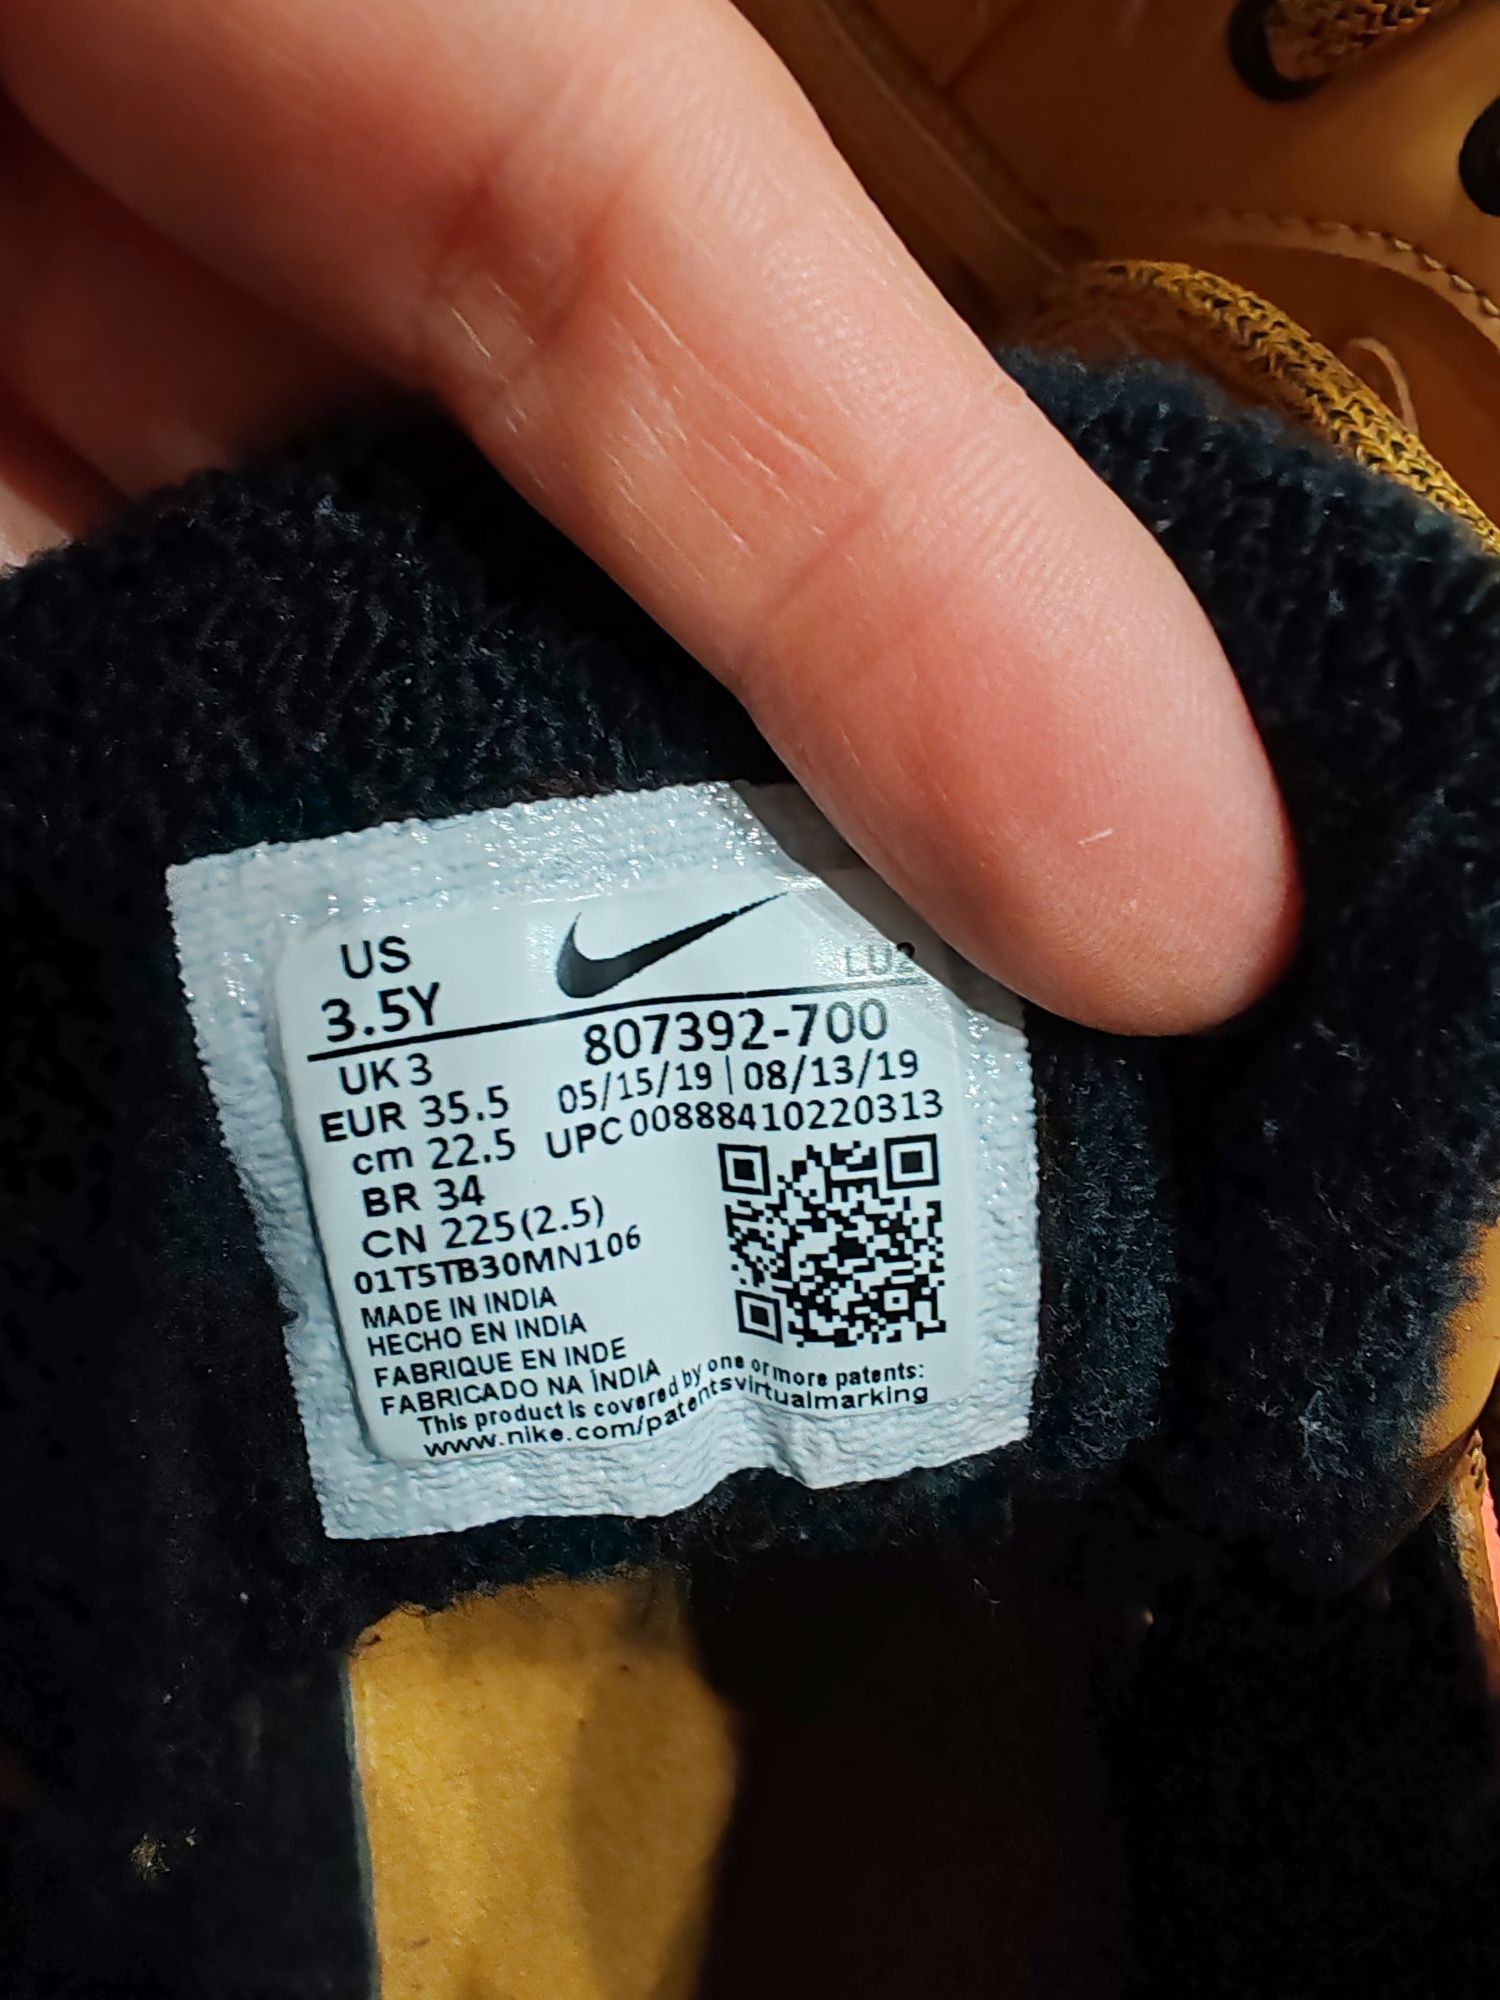 US
3.5Y
LU2
UK 3
EUR 35.5
cm 22.5
BR 34
CN 225(2.5)
807392-700
05/15/19 | 08/13/19
UPC 00888410220313
01T5TB30MN106
MADE IN INDIA
HECHO EN INDIA
FABRIQUE EN INDE
FABRICADO NA ÍNDIA
This product is covered by one or more patents:
www.nike.com/patentsvirtualmarking